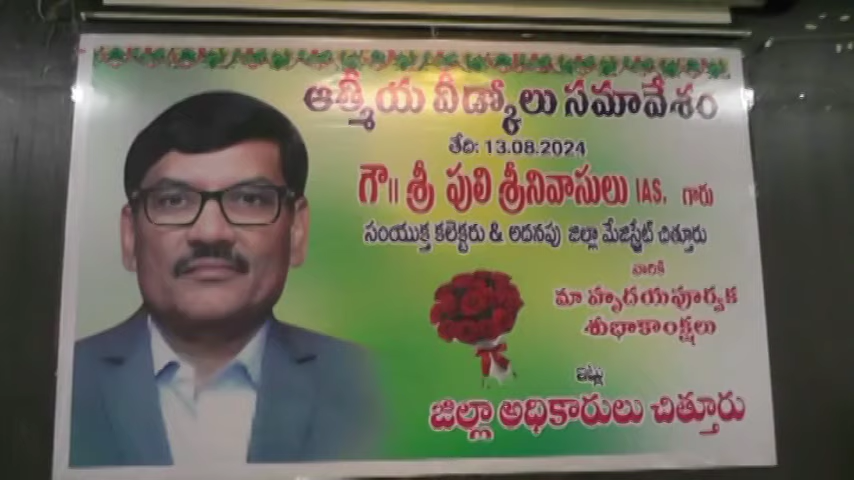 ఆత్మీయ వీడ్కోలు సమావేశం
తేది: 13.08.2024
గౌ|| శ్రీ పులి శ్రీనివాసులు IAS, గారు
సంయుక్త కలెక్టరు & అదనపు జిల్లా మేజిస్ట్రేట్ చిత్తూరు
వారికి
మా హృదయపూర్వక
శుభాకాంక్షలు
ఇట్లు
జిల్లా అధికారులు చిత్తూరు